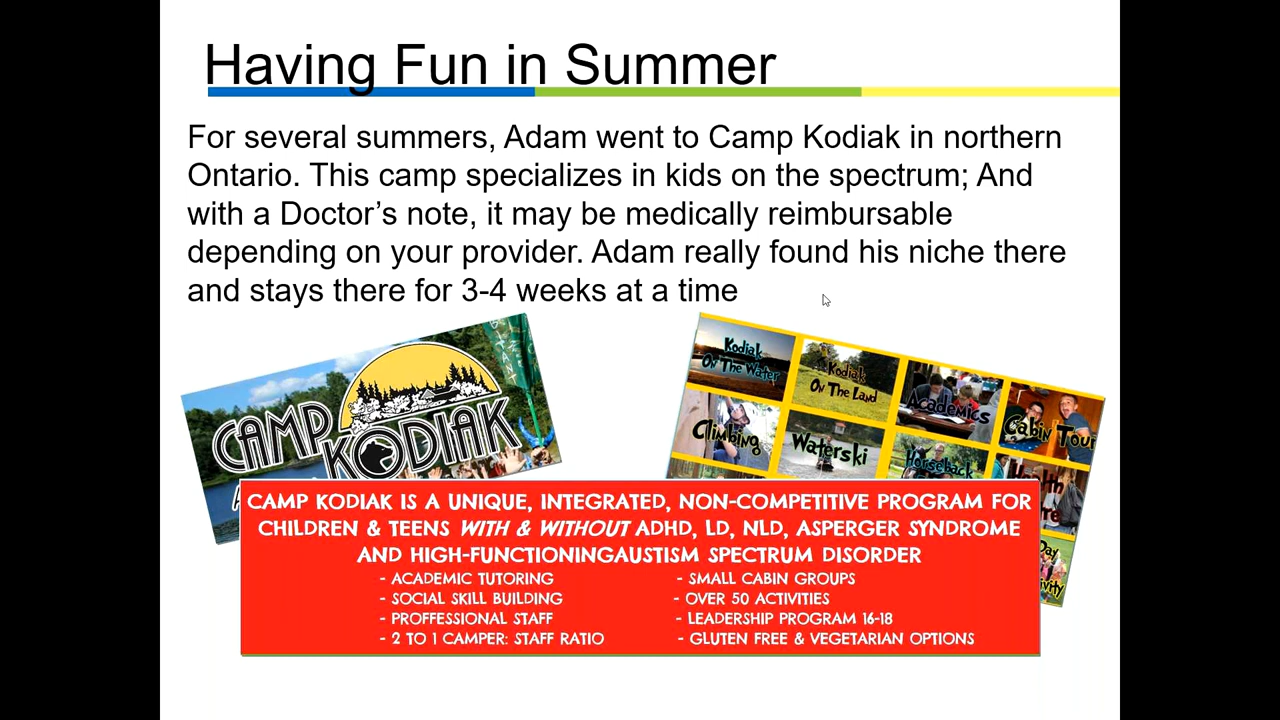 Having Fun in Summer
For several summers, Adam went to Camp Kodiak in northern
Ontario. This camp specializes in kids on the spectrum; And
with a Doctor’s note, it may be medically reimbursable
depending on your provider. Adam really found his niche there
and stays there for 3-4 weeks at a time
CAMP
KODIAK
Kodiak
On The Water
Kodiak
On The Land
Academics
Cabin Tour
Climbing
Waterski
Horseback
CAMP KODIAK IS A UNIQUE, INTEGRATED, NON-COMPETITIVE PROGRAM FOR
CHILDREN & TEENS WITH & WITHOUT ADHD, LD, NLD, ASPERGER SYNDROME
AND HIGH-FUNCTIONINGAUSTISM SPECTRUM DISORDER
- ACADEMIC TUTORING
- SOCIAL SKILL BUILDING
- PROFFESSIONAL STAFF
- 2 TO 1 CAMPER: STAFF RATIO
- SMALL CABIN GROUPS
- OVER 50 ACTIVITIES
- LEADERSHIP PROGRAM 16-18
- GLUTEN FREE & VEGETARIAN OPTIONS